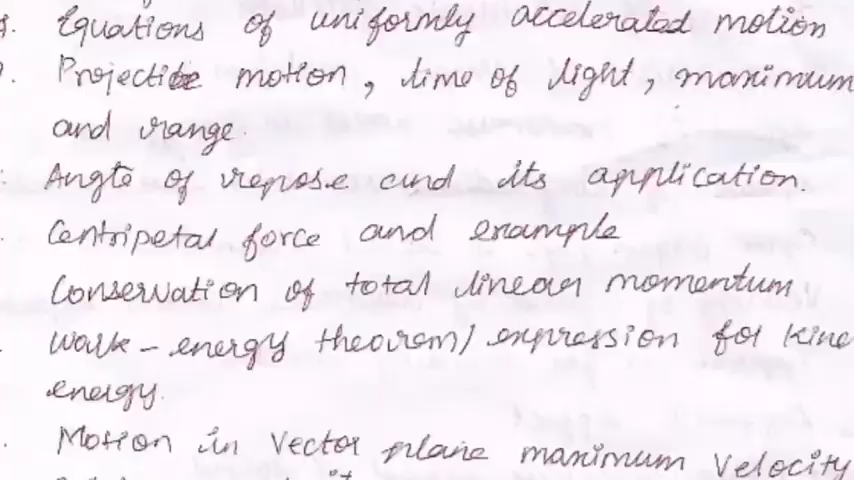 Equations of uniformly accelerated motion
Projectile motion, time of light, maximum
and range.
Angle of repose and its application.
Centripetal force and example
Conservation of total linear momentum
Work - energy theorem/ expression for kine
energy.
Motion in Vector plane maximum velocity